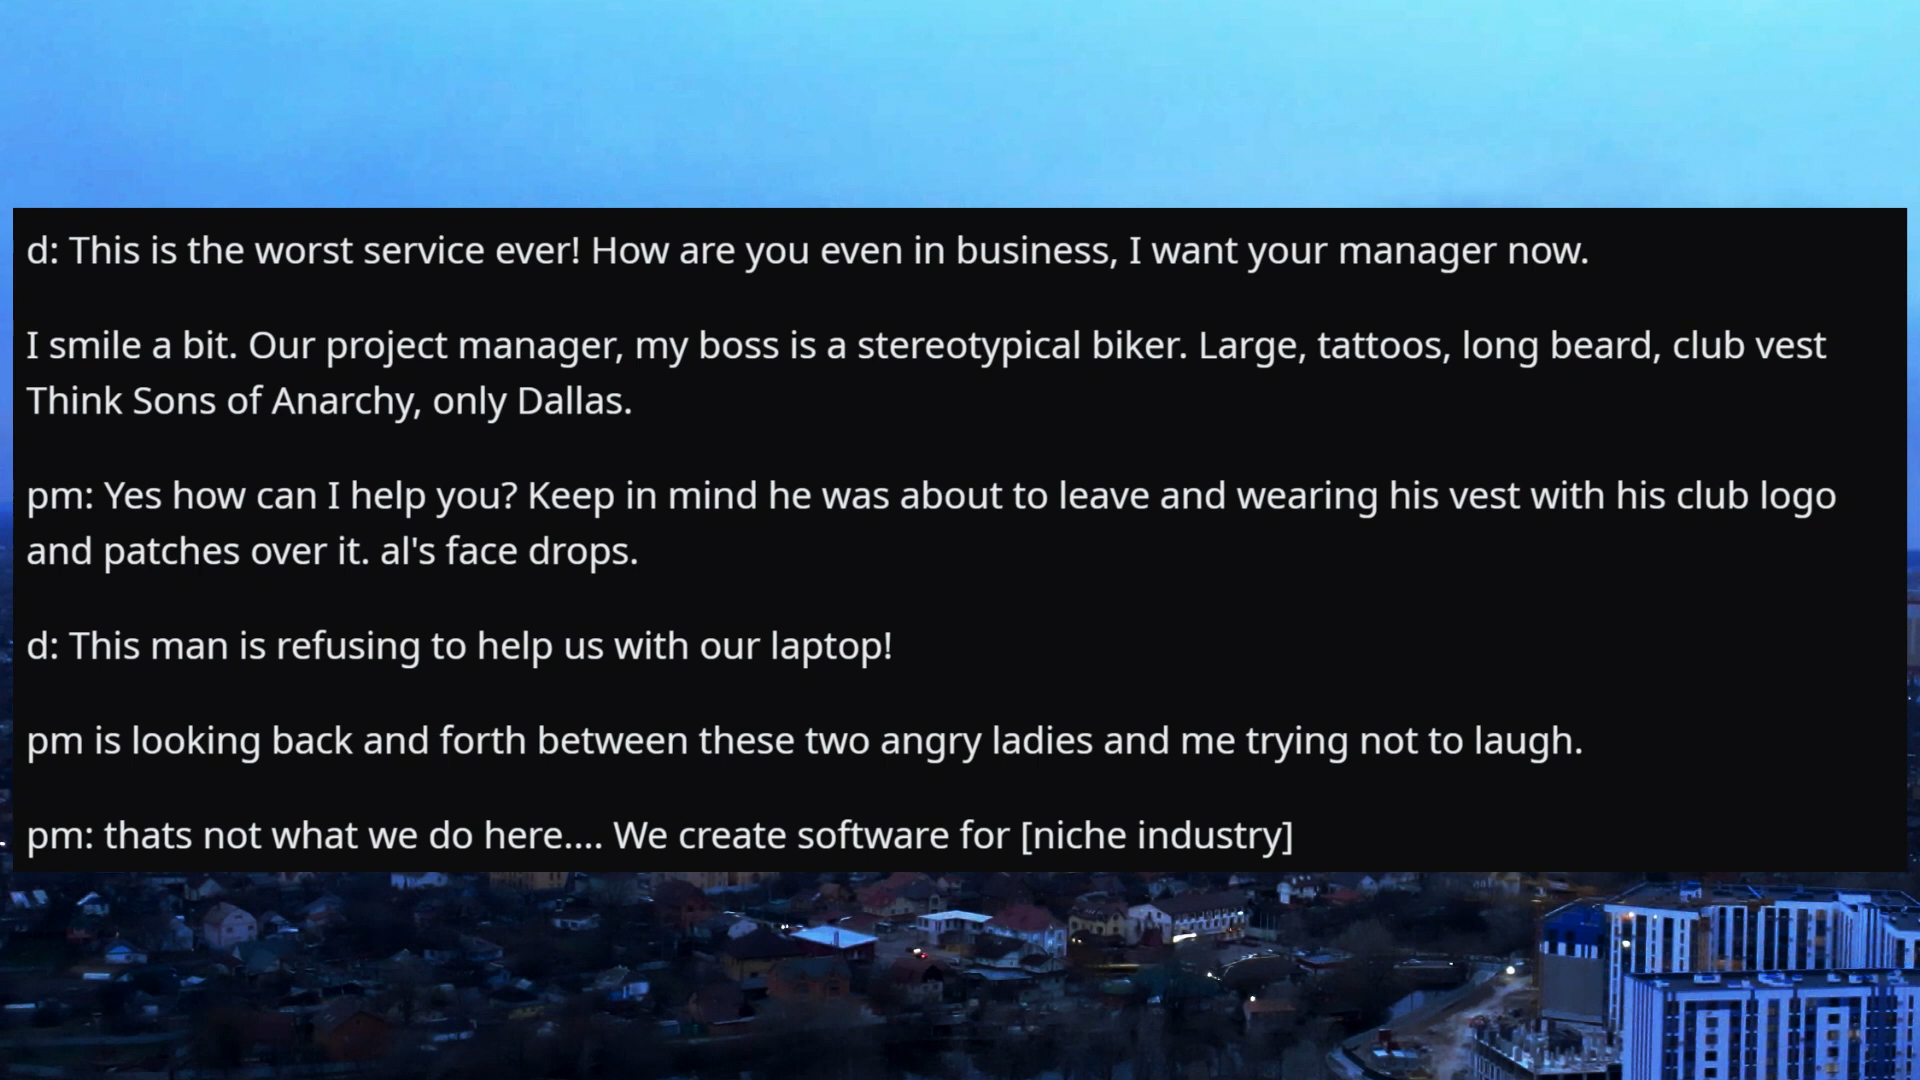 d: This is the worst service ever! How are you even in business, I want your manager now.
I smile a bit. Our project manager, my boss is a stereotypical biker. Large, tattoos, long beard, club vest
Think Sons of Anarchy, only Dallas.
pm: Yes how can I help you? Keep in mind he was about to leave and wearing his vest with his club logo
and patches over it. al's face drops.
d: This man is refusing to help us with our laptop!
pm is looking back and forth between these two angry ladies and me trying not to laugh.
pm: thats not what we do here.... We create software for [niche industry]